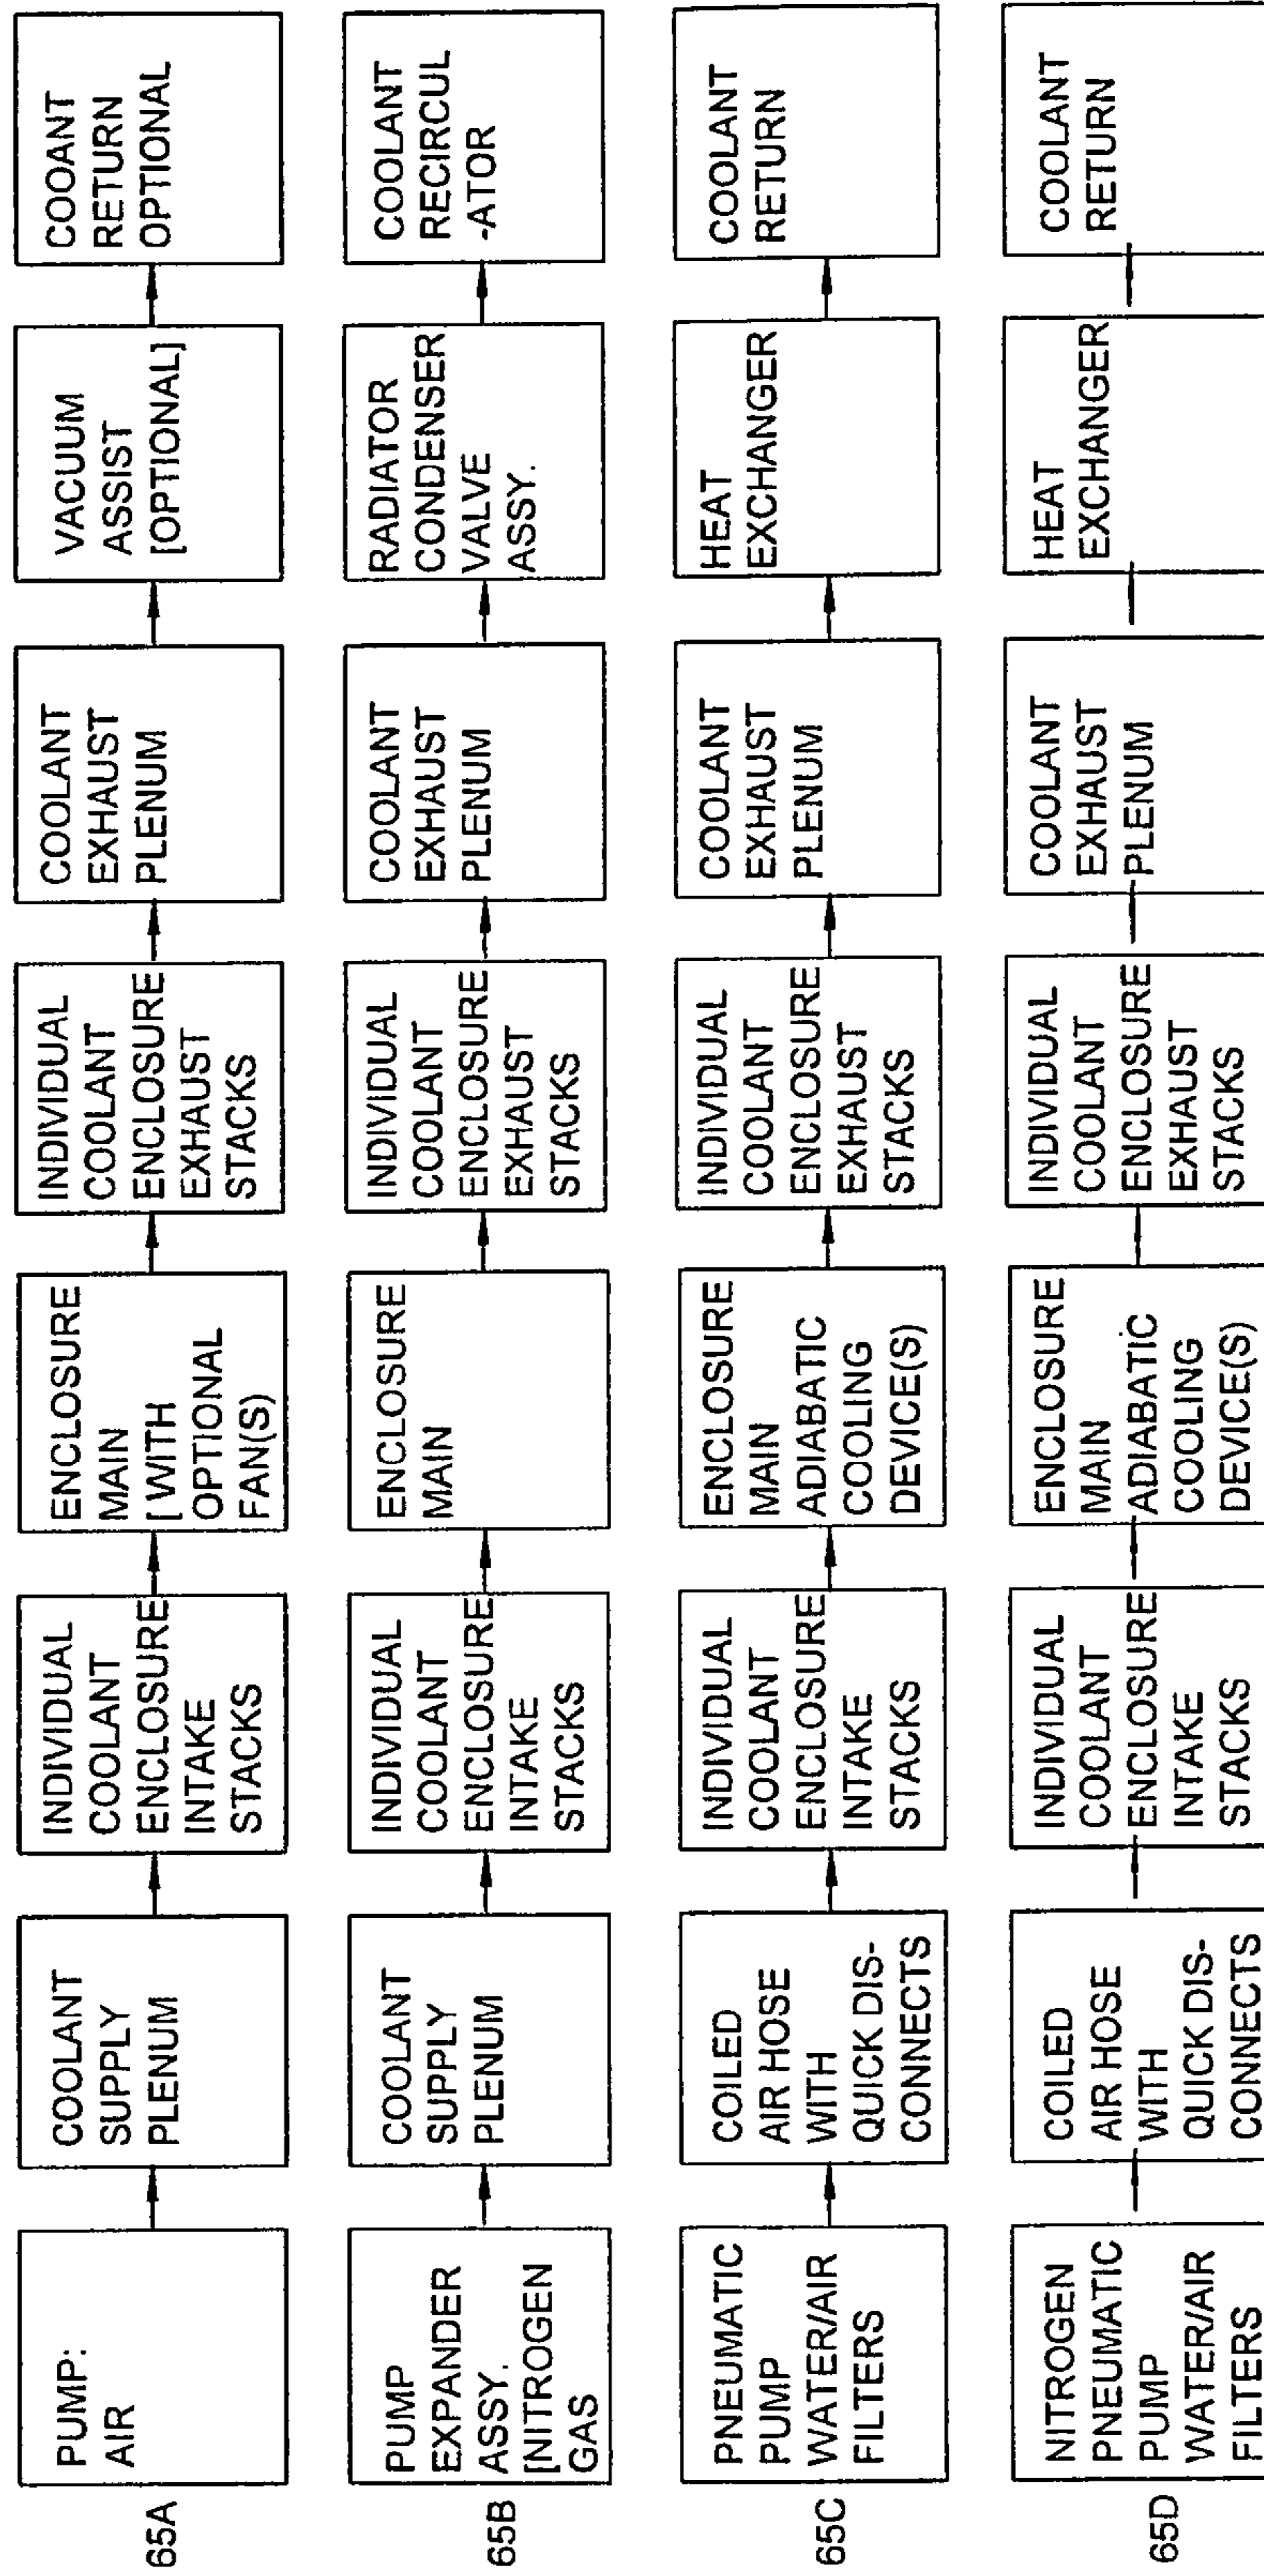 65A
PUMP:
AIR
COOLANT
SUPPLY
PLENUM
INDIVIDUAL
COOLANT
ENCLOSURE
INTAKE
STACKS
ENCLOSURE
MAIN
[WITH
OPTIONAL
FAN(S)
INDIVIDUAL
COOLANT
ENCLOSURE
EXHAUST
STACKS
COOLANT
EXHAUST
PLENUM
VACUUM
ASSIST
[OPTIONAL]
COOANT
RETURN
OPTIONAL
65B
PUMP
EXPANDER
ASSY.
[NITROGEN
GAS
COOLANT
SUPPLY
PLENUM
INDIVIDUAL
COOLANT
ENCLOSURE
INTAKE
STACKS
ENCLOSURE
MAIN
INDIVIDUAL
COOLANT
ENCLOSURE
EXHAUST
STACKS
COOLANT
EXHAUST
PLENUM
RADIATOR
CONDENSER
VALVE
ASSY.
COOLANT
RECIRCUL
-ATOR
65C
PNEUMATIC
PUMP
WATER/AIR
FILTERS
COILED
AIR HOSE
WITH
QUICK DIS-
CONNECTS
INDIVIDUAL
COOLANT
ENCLOSURE
INTAKE
STACKS
ENCLOSURE
MAIN
ADIABATIC
COOLING
DEVICE(S)
INDIVIDUAL
COOLANT
ENCLOSURE
EXHAUST
STACKS
COOLANT
EXHAUST
PLENUM
HEAT
EXCHANGER
COOLANT
RETURN
65D
NITROGEN
PNEUMATIC
PUMP
WATER/AIR
FILTERS
COILED
AIR HOSE
WITH
QUICK DIS-
CONNECTS
INDIVIDUAL
COOLANT
ENCLOSURE
INTAKE
STACKS
ENCLOSURE
MAIN
ADIABATIC
COOLING
DEVICE(S)
INDIVIDUAL
COOLANT
ENCLOSURE
EXHAUST
STACKS
COOLANT
EXHAUST
PLENUM
HEAT
EXCHANGER
COOLANT
RETURN